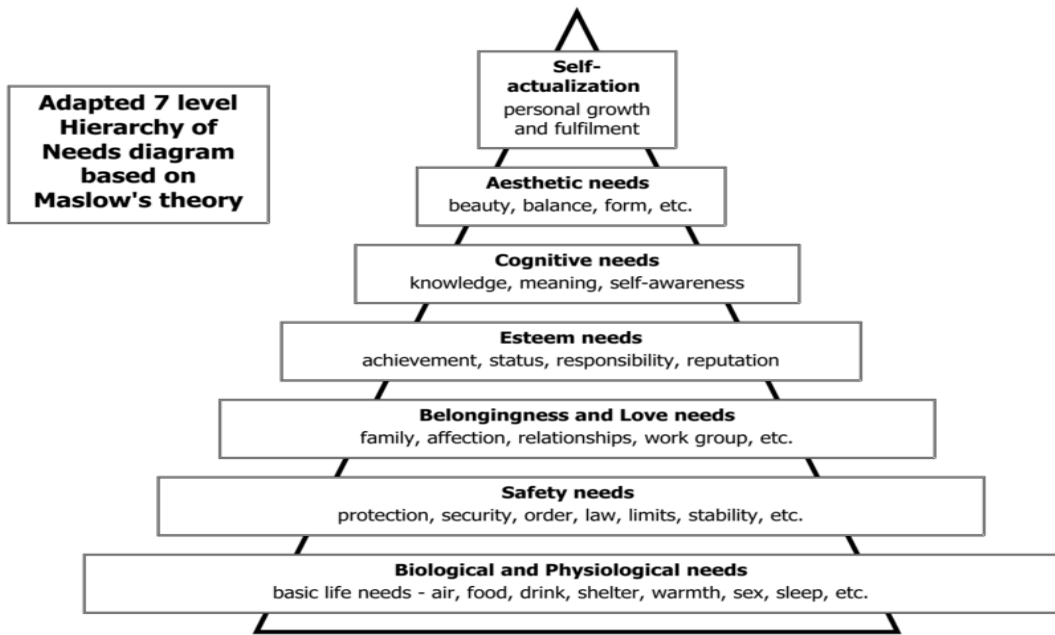 Adapted 7 level
Hierarchy of
Needs diagram
based on
Maslow's theory
Self-
actualization
personal growth
and fulfilment
Aesthetic needs
beauty, balance, form, etc.
Cognitive needs
knowledge, meaning, self-awareness
Esteem needs
achievement, status, responsibility, reputation
Belongingness and Love needs
family, affection, relationships, work group, etc.
Safety needs
protection, security, order, law, limits, stability, etc.
Biological and Physiological needs
basic life needs - air, food, drink, shelter, warmth, sex, sleep, etc.